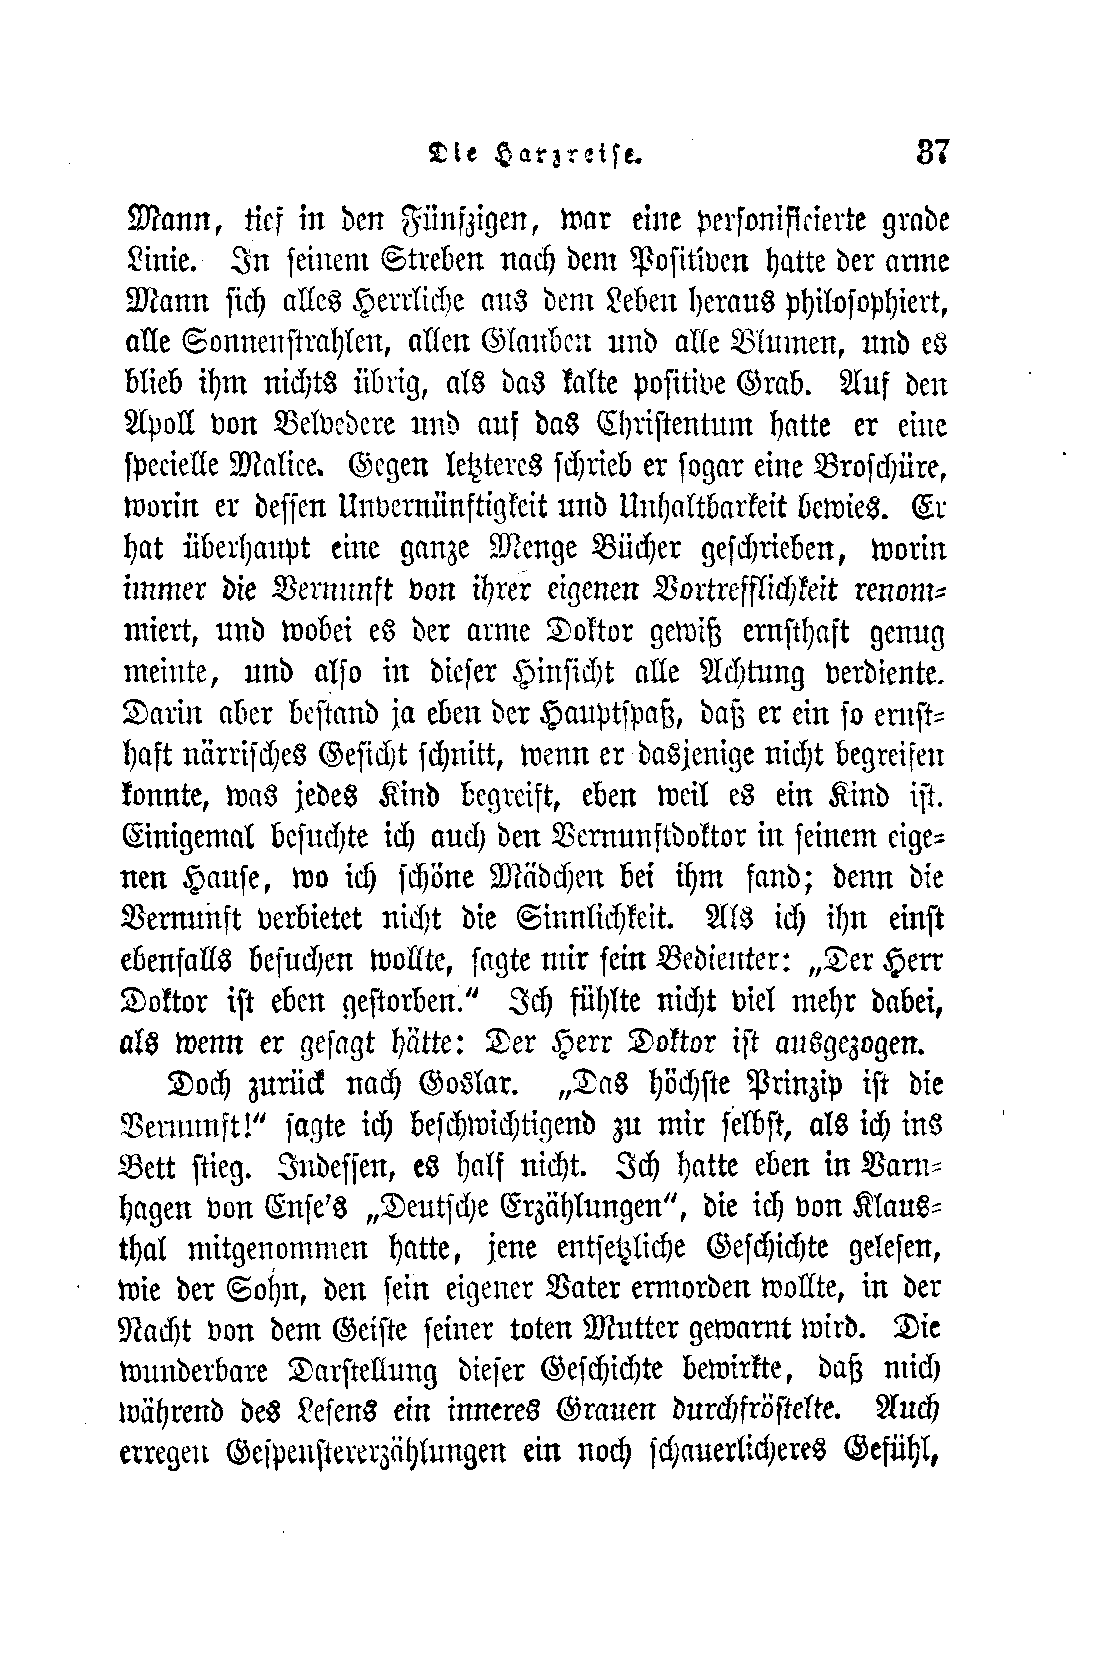 Die Harzreise. 37
Mann, tief in den Fünfzigen, war eine personificierte grade
Linie. In seinem Streben nach dem Positiven hatte der arme
Mann sich alles Herrliche aus dem Leben heraus philosophiert,
alle Sonnenstrahlen, allen Glauben und alle Blumen, und es
blieb ihm nichts übrig, als das kalte positive Grab. Auf den
Apoll von Belvedere und auf das Christentum hatte er eine
specielle Malice. Gegen letzteres schrieb er sogar eine Broschüre,
worin er dessen Unvernünftigkeit und Unhaltbarkeit bewies. Er
hat überhaupt eine ganze Menge Bücher geschrieben, worin
immer die Vernunft von ihrer eigenen Vortrefflichkeit renom-
miert, und wobei es der arme Doktor gewiß ernsthaft genug
meinte, und also in dieser Hinsicht alle Achtung verdiente.
Darin aber bestand ja eben der Hauptspaß, daß er ein so ernst-
haft närrisches Gesicht schnitt, wenn er dasjenige nicht begreifen
konnte, was jedes Kind begreift, eben weil es ein Kind ist.
Einigemal besuchte ich auch den Vernunftdoktor in seinem eige-
nen Hause, wo ich schöne Mädchen bei ihm fand; denn die
Vernunft verbietet nicht die Sinnlichkeit. Als ich ihn einst
ebenfalls besuchen wollte, sagte mir sein Bedienter: „Der Herr
Doktor ist eben gestorben.“ Ich fühlte nicht viel mehr dabei,
als wenn er gesagt hätte: Der Herr Doktor ist ausgezogen.
Doch zurück nach Goslar. „Das höchste Prinzip ist die
Vernunft!“ sagte ich beschwichtigend zu mir selbst, als ich ins
Bett stieg. Indessen, es half nicht. Ich hatte eben in Varn-
hagen von Ense's „Deutsche Erzählungen“, die ich von Klaus-
thal mitgenommen hatte, jene entsetzliche Geschichte gelesen,
wie der Sohn, den sein eigener Vater ermorden wollte, in der
Nacht von dem Geiste seiner toten Mutter gewarnt wird. Die
wunderbare Darstellung dieser Geschichte bewirkte, daß mich
während des Lesens ein inneres Grauen durchfröstelte. Auch
erregen Gespenstererzählungen ein noch schauerlicheres Gefühl,